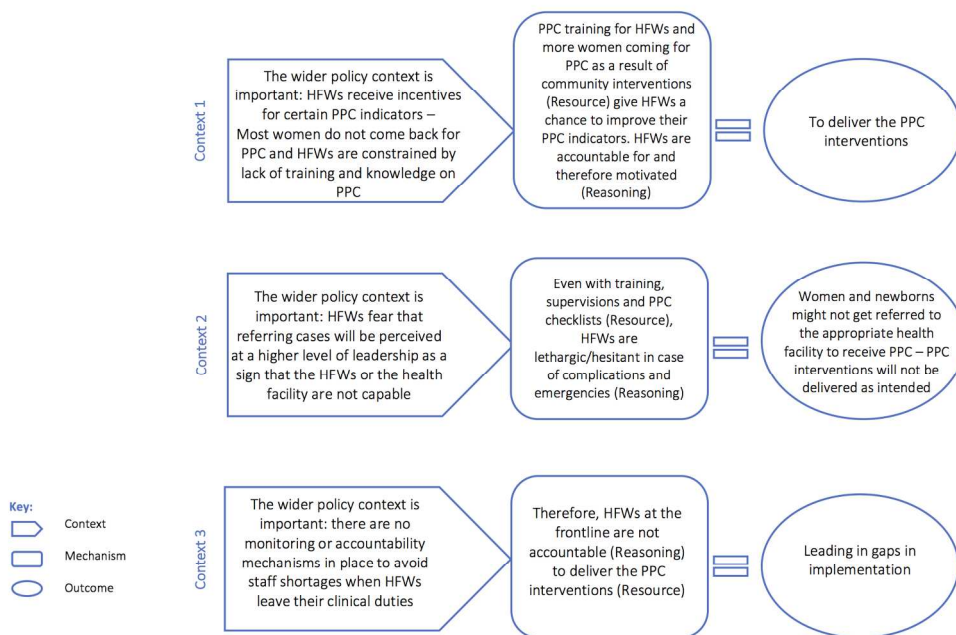 Context 1
The wider policy context is
important: HFWs receive incentives
for certain PPC indicators –
Most women do not come back for
PPC and HFWs are constrained by
lack of training and knowledge on
PPC
PPC training for HFWs and
more women coming for
PPC as a result of
community interventions
(Resource) give HFWs a
chance to improve their
PPC indicators. HFWs are
accountable for and
therefore motivated
(Reasoning)
To deliver the PPC
interventions
Context 2
The wider policy context is
important: HFWs fear that
referring cases will be perceived
at a higher level of leadership as a
sign that the HFWs or the health
facility are not capable
Even with training,
supervisions and PPC
checklists (Resource),
HFWs are
lethargic/hesitant in case
of complications and
emergencies (Reasoning)
Women and newborns
might not get referred to
the appropriate health
facility to receive PPC – PPC
interventions will not be
delivered as intended
Context 3
The wider policy context is
important: there are no
monitoring or accountability
mechanisms in place to avoid
staff shortages when HFWs
leave their clinical duties
Therefore, HFWs at the
frontline are not
accountable (Reasoning)
to deliver the PPC
interventions (Resource)
Leading in gaps in
implementation
Key:
Context
Mechanism
Outcome